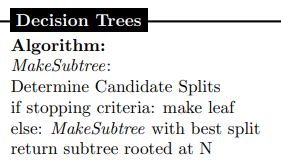 Decision Trees
Algorithm:
MakeSubtree:
Determine Candidate Splits
if stopping criteria: make leaf
else: MakeSubtree with best split
return subtree rooted at N